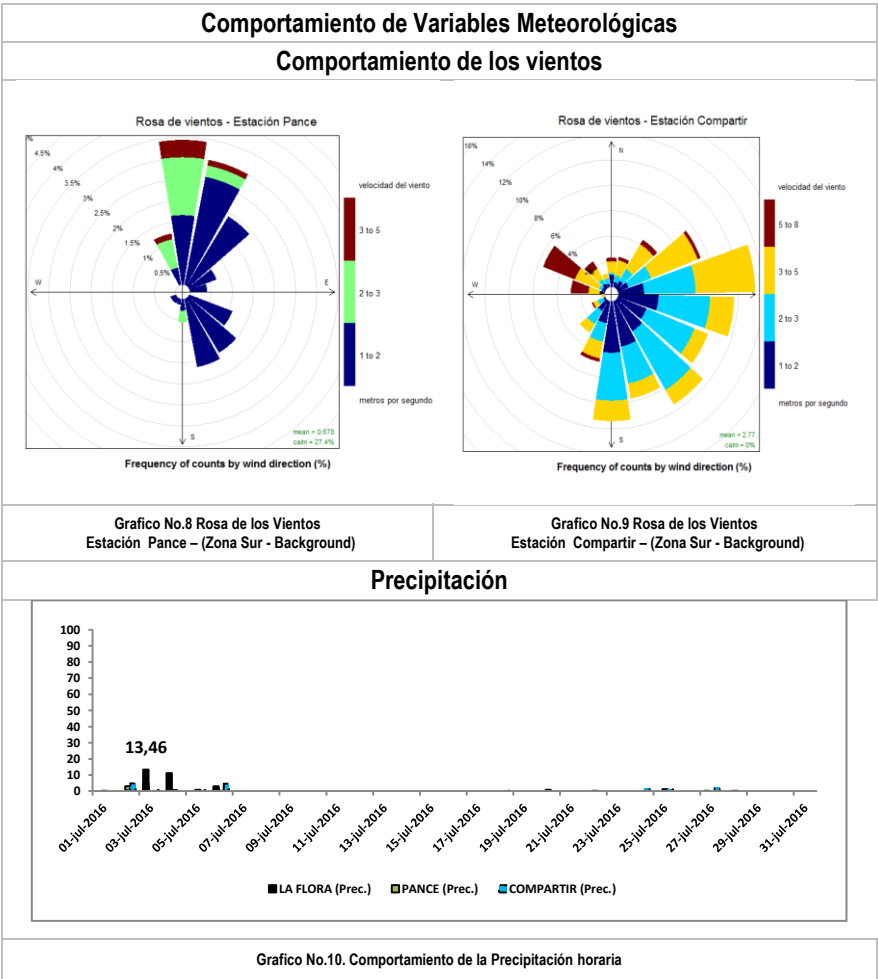 Comportamiento de Variables Meteorológicas
Comportamiento de los vientos
Rosa de vientos - Estación Pance
%
4.5%
4%
3.5%
3%
2.5%
2%
1.5%
1%
0.5%
W
E
S
velocidad del viento
3 to 5
2 to 3
1 to 2
metros por segundo
mean = 0.678
calm = 27.4%
Frequency of counts by wind direction (%)
Rosa de vientos - Estación Compartir
16%
14%
12%
10%
8%
6%
4%
N
W
E
S
velocidad del viento
5 to 8
3 to 5
2 to 3
1 to 2
metros por segundo
mean = 2.77
calm = 0%
Frequency of counts by wind direction (%)
Grafico No.8 Rosa de los Vientos
Estación Pance – (Zona Sur - Background)
Grafico No.9 Rosa de los Vientos
Estación Compartir – (Zona Sur - Background)
Precipitación
100
90
80
70
60
50
40
30
20
10
0
13,46
01-jul-2016
03-jul-2016
05-jul-2016
07-jul-2016
09-jul-2016
11-jul-2016
13-jul-2016
15-jul-2016
17-jul-2016
19-jul-2016
21-jul-2016
23-jul-2016
25-jul-2016
27-jul-2016
29-jul-2016
31-jul-2016
LA FLORA (Prec.) PANCE (Prec.) COMPARTIR (Prec.)
Grafico No.10. Comportamiento de la Precipitación horaria